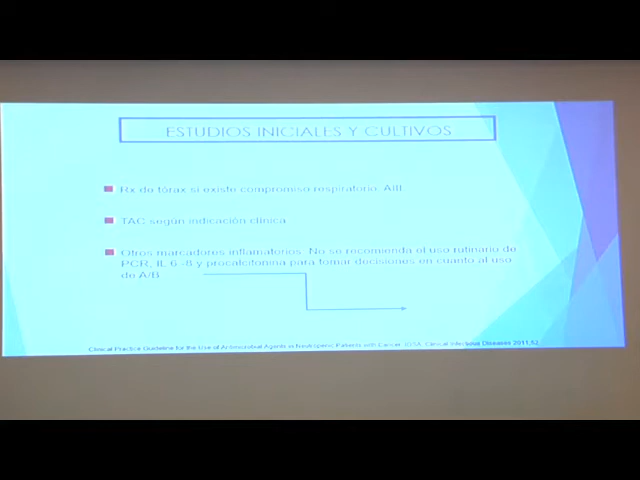 ESTUDIOS INICIALES Y CULTIVOS
Rx de tórax si existe compromiso respiratorio. AIII
TAC según indicación clínica
Otros marcadores inflamatorios. No se recomienda el uso rutinario de
PCR, IL 6 -8 y procalcitonina para tomar decisiones en cuanto al uso
de A/B
Clinical Practice Guideline for the Use of Antimicrobial Agents in Neutropenic Patients with Cancer. IDSA. Clinical Infectious Diseases 2011;52